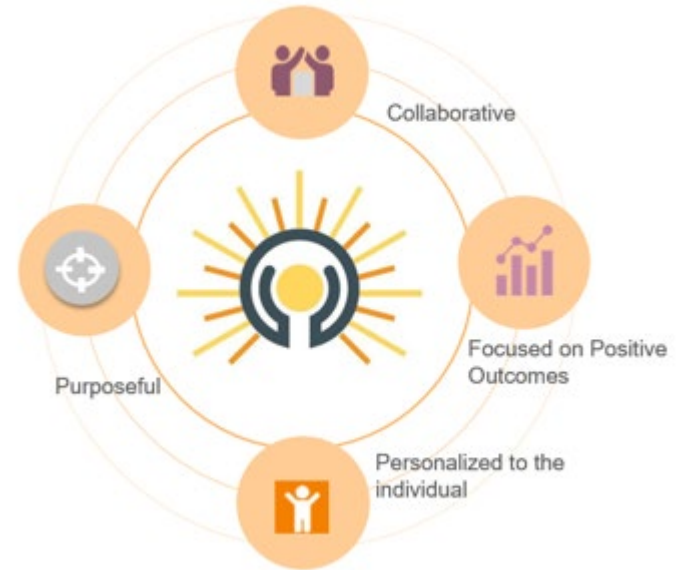 Collaborative
Focused on Positive
Outcomes
Purposeful
Personalized to the
individual